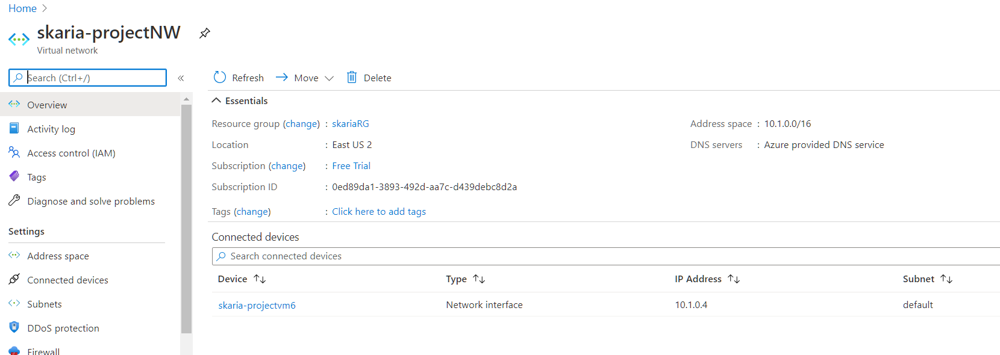 Home >
skaria-projectNW
Virtual network
Search (Ctrl+/)
«
Overview
Activity log
Access control (IAM)
Tags
Diagnose and solve problems
Settings
Address space
Connected devices
Subnets
DDoS protection
Firewall
Refresh Move Delete
Essentials
Resource group (change) : skariaRG
Location : East US 2
Subscription (change) : Free Trial
Subscription ID : 0ed89da1-3893-492d-aa7c-d439debc8d2a
Tags (change) : Click here to add tags
Address space : 10.1.0.0/16
DNS servers : Azure provided DNS service
Connected devices
Search connected devices
Device ↑↓ Type ↑↓ IP Address ↑↓ Subnet ↑↓
skaria-projectvm6 Network interface 10.1.0.4 default